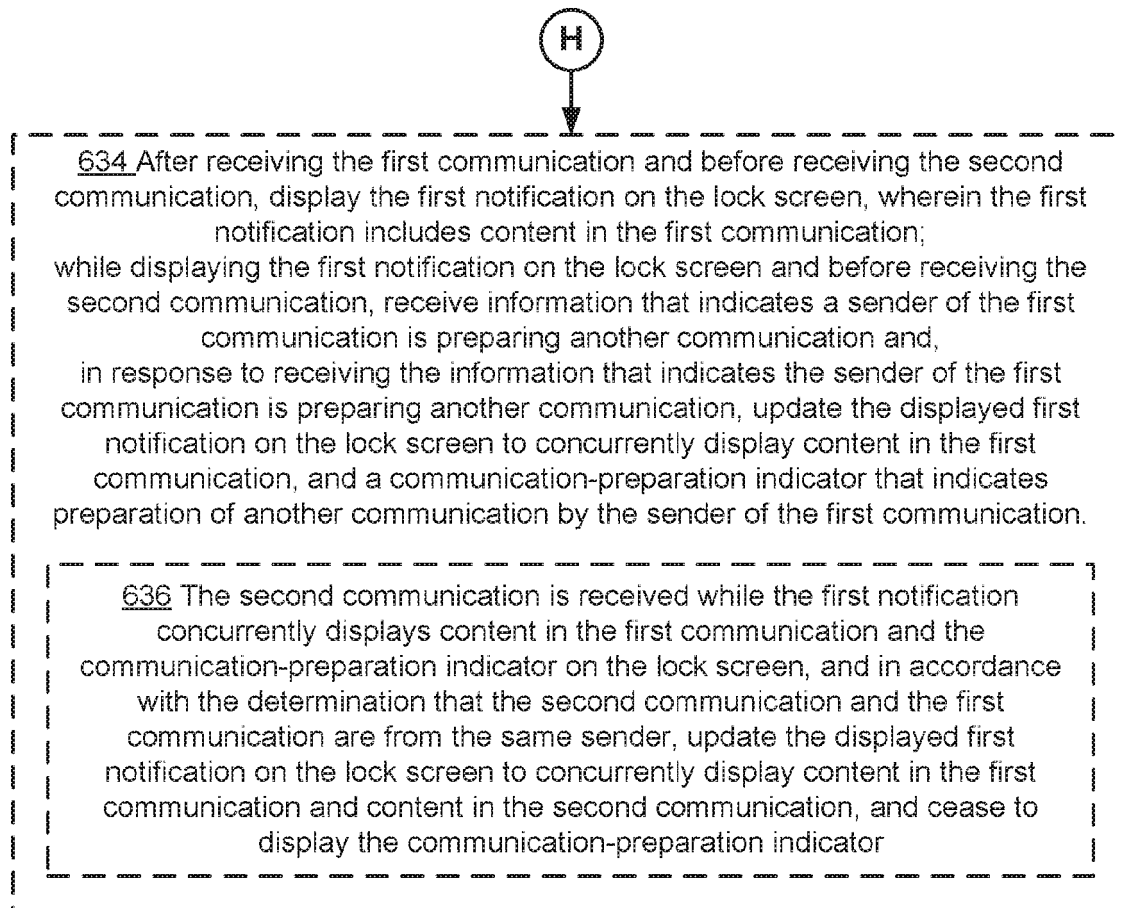 H
634 After receiving the first communication and before receiving the second
communication, display the first notification on the lock screen, wherein the first
notification includes content in the first communication;
while displaying the first notification on the lock screen and before receiving the
second communication, receive information that indicates a sender of the first
communication is preparing another communication and,
in response to receiving the information that indicates the sender of the first
communication is preparing another communication, update the displayed first
notification on the lock screen to concurrently display content in the first
communication, and a communication-preparation indicator that indicates
preparation of another communication by the sender of the first communication.
636 The second communication is received while the first notification
concurrently displays content in the first communication and the
communication-preparation indicator on the lock screen, and in accordance
with the determination that the second communication and the first
communication are from the same sender, update the displayed first
notification on the lock screen to concurrently display content in the first
communication and content in the second communication, and cease to
display the communication-preparation indicator